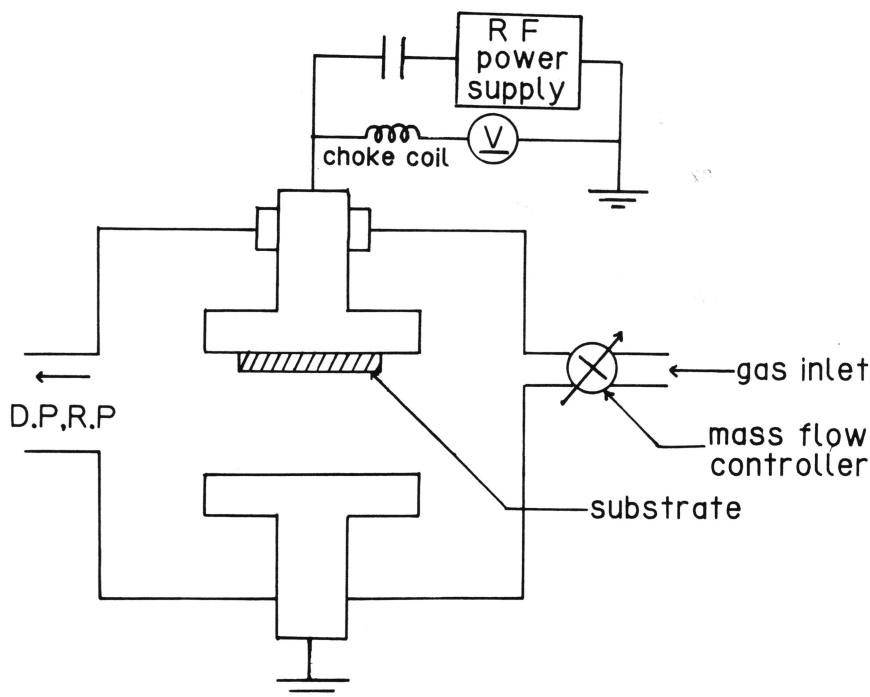 R F
power
supply
V
choke coil
gas inlet
D.P,R.P
mass flow
controller
substrate